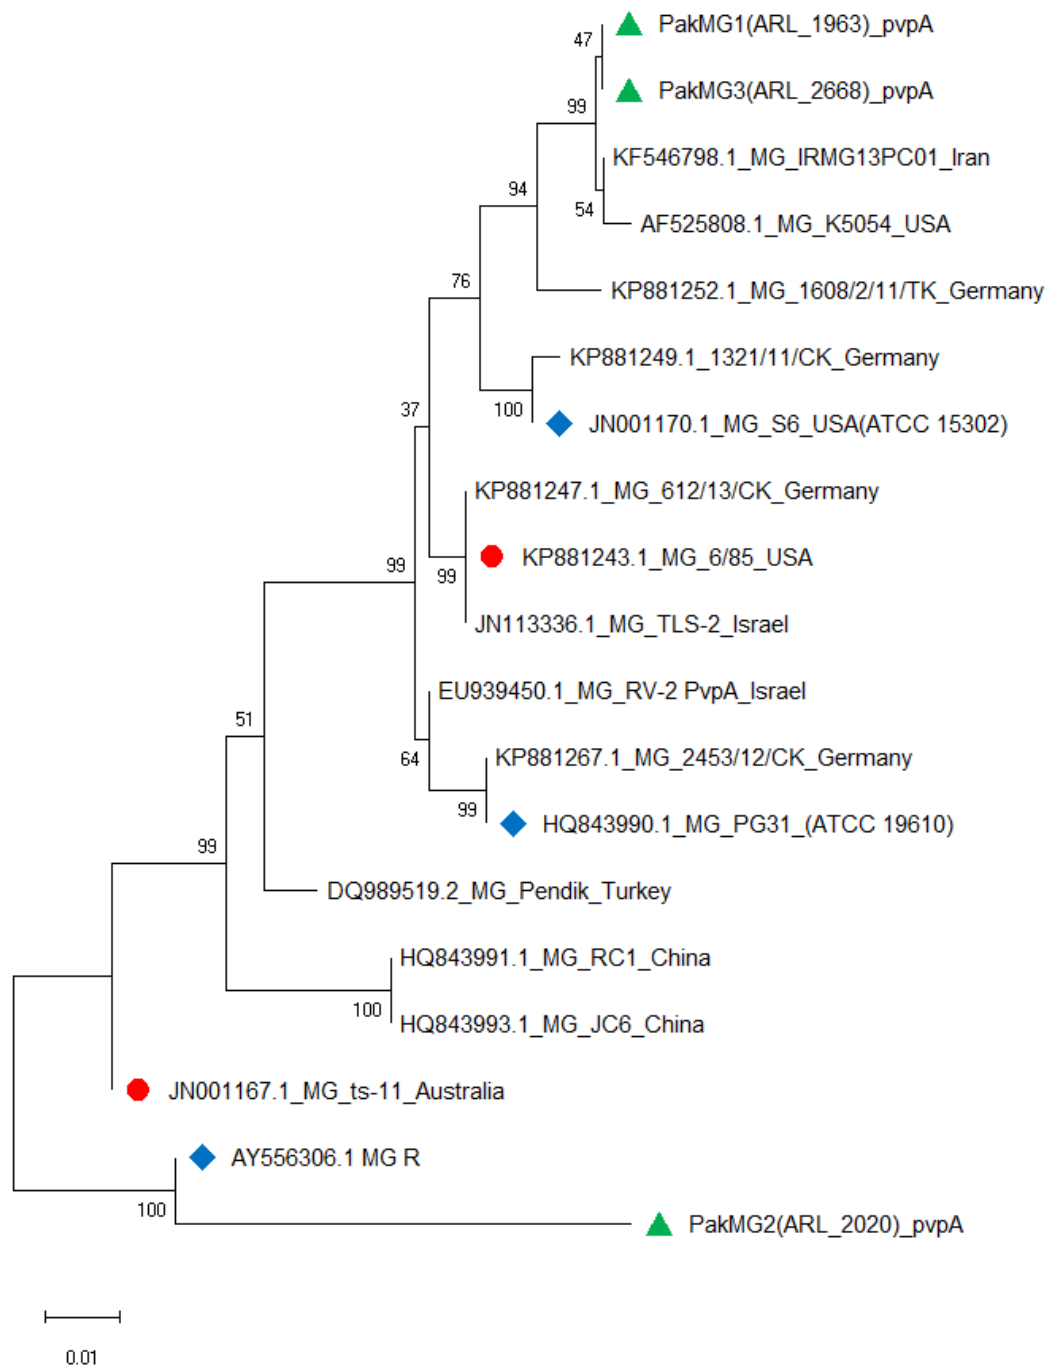 PakMG1(ARL_1963)_pvpA
47
PakMG3(ARL_2668)_pvpA
99
KF546798.1_MG_IRMG13PC01_Iran
94
54
AF525808.1_MG_K5054_USA
76
KP881252.1_MG_1608/2/11/TK_Germany
KP881249.1_1321/11/CK_Germany
37
100
JN001170.1_MG_S6_USA(ATCC 15302)
KP881247.1_MG_612/13/CK_Germany
99
99
KP881243.1_MG_6/85_USA
JN113336.1_MG_TLS-2_Israel
EU939450.1_MG_RV-2 PvpA_Israel
51
64
KP881267.1_MG_2453/12/CK_Germany
99
HQ843990.1_MG_PG31_(ATCC 19610)
99
DQ989519.2_MG_Pendik_Turkey
HQ843991.1_MG_RC1_China
100
HQ843993.1_MG_JC6_China
JN001167.1_MG_ts-11_Australia
AY556306.1 MG R
100
PakMG2(ARL_2020)_pvpA
0.01